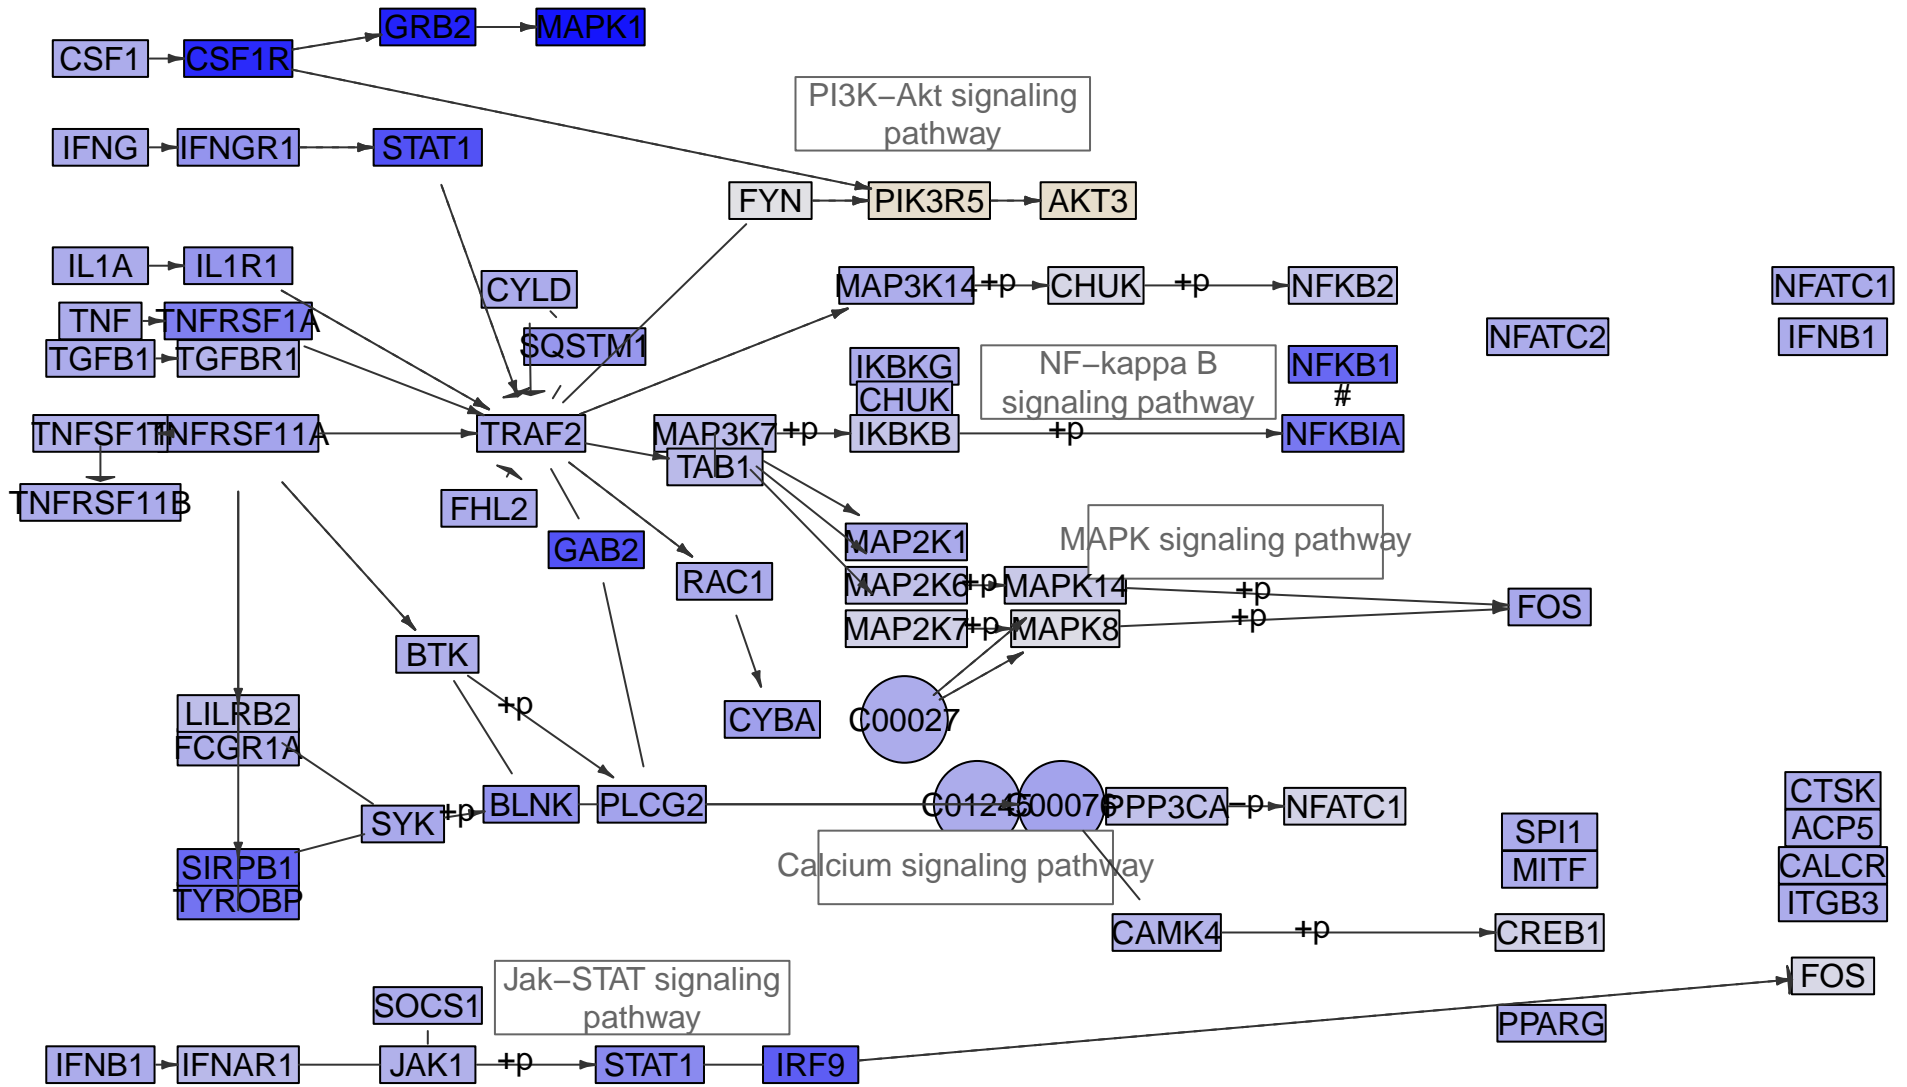 GRB2
MAPK1
CSF1
CSF1R
PI3K−Akt signaling
pathway
IFNG
IFNGR1
STAT1
FYN
PIK3R5
AKT3
IL1A
IL1R1
CYLD
MAP3K14
+p
CHUK
+p
NFKB2
NFATC1
TNF
TNFRSF1A
SQSTM1
NFATC2
IFNB1
TGFB1
TGFBR1
IKBKG
NF−kappa B
signaling pathway
NFKB1
#
CHUK
TNFRSF11A
TRAF2
MAP3K7
+p
IKBKB
+p
NFKBIA
TAB1
TNFRSF11B
FHL2
GAB2
MAP2K1
MAPK signaling pathway
RAC1
MAP2K6
+p
MAPK14
+p
FOS
MAP2K7
+p
MAPK8
+p
BTK
LILRB2
+p
CYBA
C00027
FCGR1A
SYK
+p
BLNK
PLCG2
C00076
PPP3CA
−p
NFATC1
CTSK
SPI1
ACP5
SIRPB1
Calcium signaling pathway
MITF
CALCR
TYROBP
ITGB3
CAMK4
+p
CREB1
Jak−STAT signaling
pathway
FOS
SOCS1
PPARG
IFNB1
IFNAR1
JAK1
+p
STAT1
IRF9